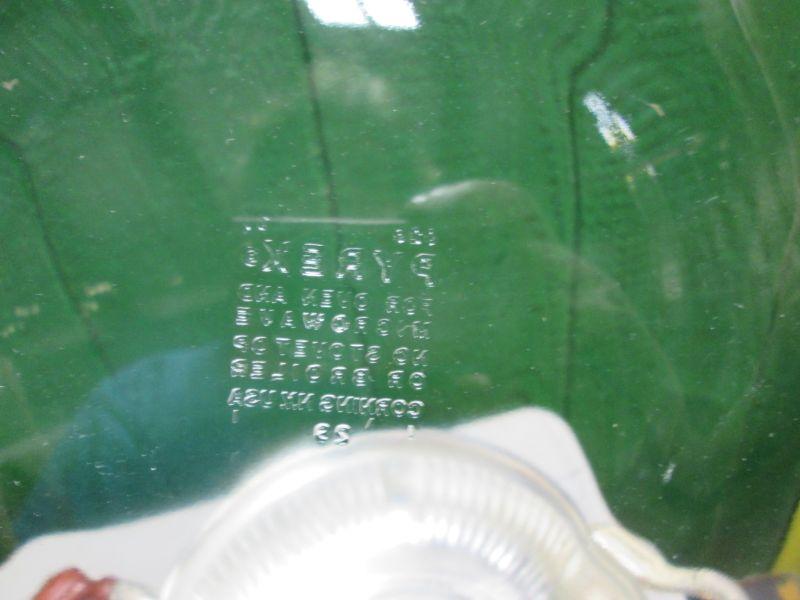 PYREX®
FOR OVEN AND
MICROWAVE
NO STOVETOP
OR BROILER
CORNING NY. USA
23